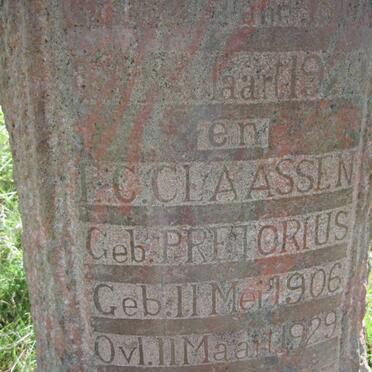 Maart.19
en
C.CLAASSEN
Geb.PRETORIUS
Geb.11 Mei.1906
Ovl.11 Maart.1929